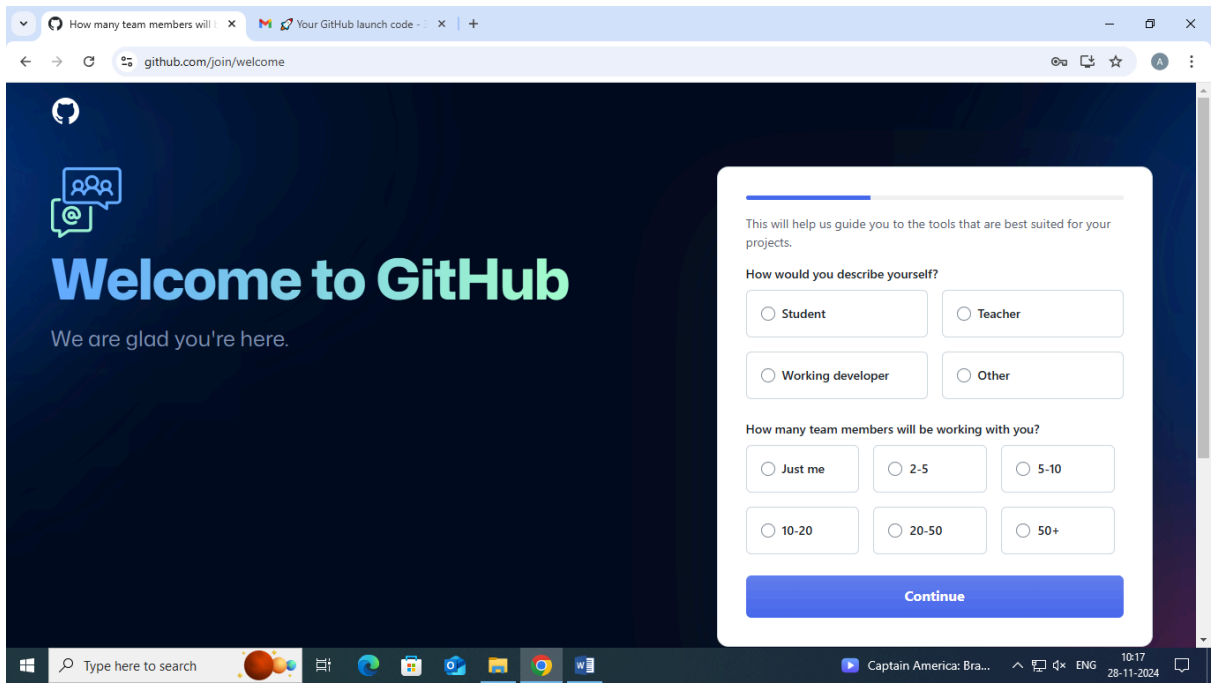 How many team members will b
Your GitHub launch code - 
github.com/join/welcome
A
@
Welcome to GitHub
We are glad you're here.
This will help us guide you to the tools that are best suited for your
projects.
How would you describe yourself?
Student
Teacher
Working developer
Other
How many team members will be working with you?
Just me
2-5
5-10
10-20
20-50
50+
Continue
Type here to search
Captain America: Bra...
ENG
10:17
28-11-2024